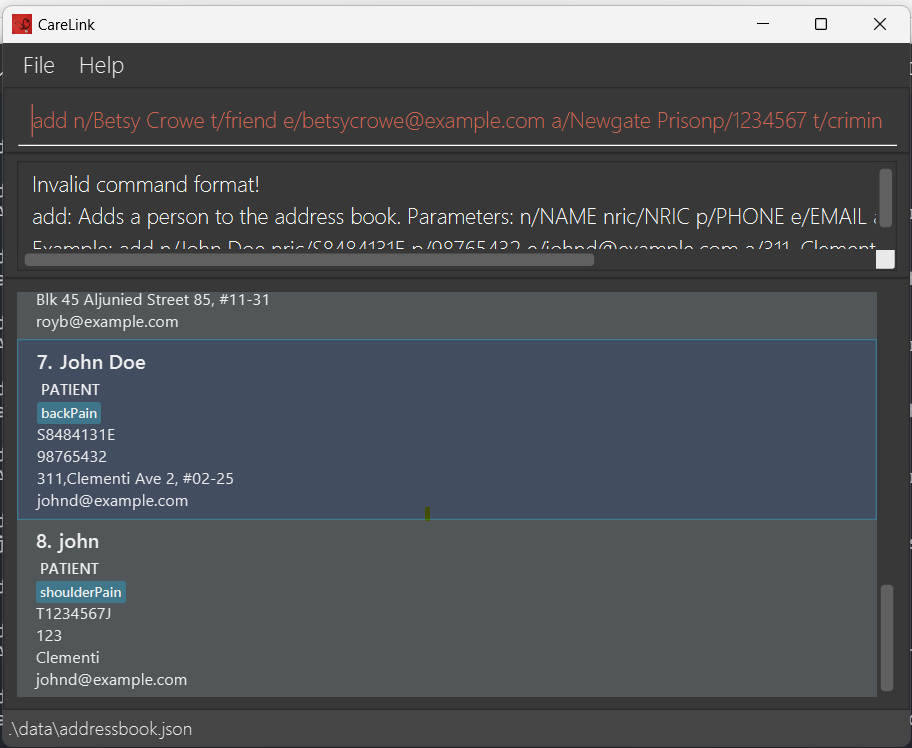 CareLink
File Help
add n/Betsy Crowe t/friend e/betsycrowe@example.com a/Newgate Prisonp/1234567 t/crimin
Invalid command format!
add: Adds a person to the address book. Parameters: n/NAME nric/NRIC p/PHONE e/EMAIL a
Example: add n/John Doe nric/S8484131E p/98765432 e/johnd@example.com a/311, Clement
Blk 45 Aljunied Street 85, #11-31
royb@example.com
7. John Doe
PATIENT
backPain
S8484131E
98765432
311,Clementi Ave 2, #02-25
johnd@example.com
8. john
PATIENT
shoulderPain
T1234567J
123
Clementi
johnd@example.com
.\data\addressbook.json